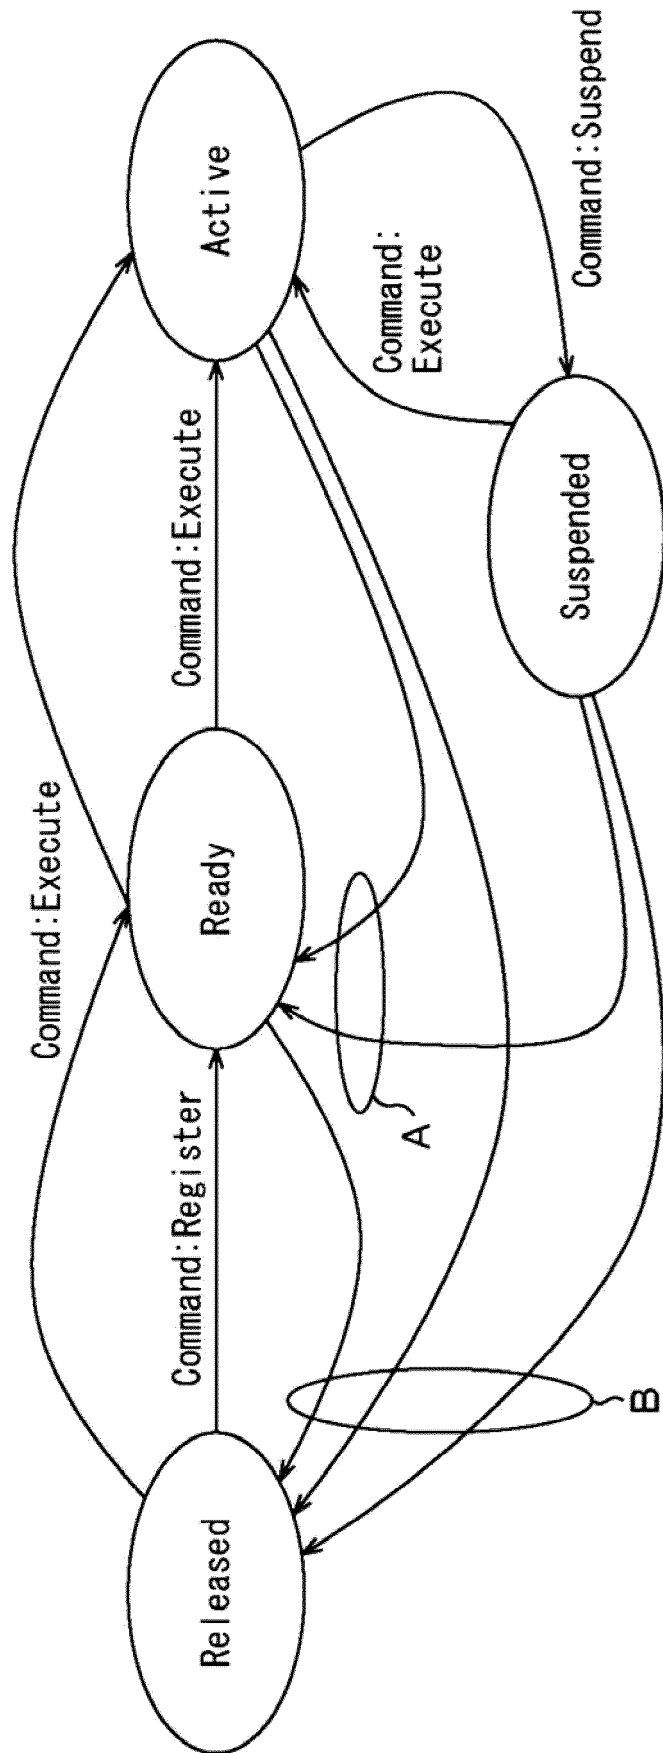 Command:Execute
Command:Register
Command:Execute
Released
Ready
Active
Command:
Execute
A
B
Suspended
Command:Suspend